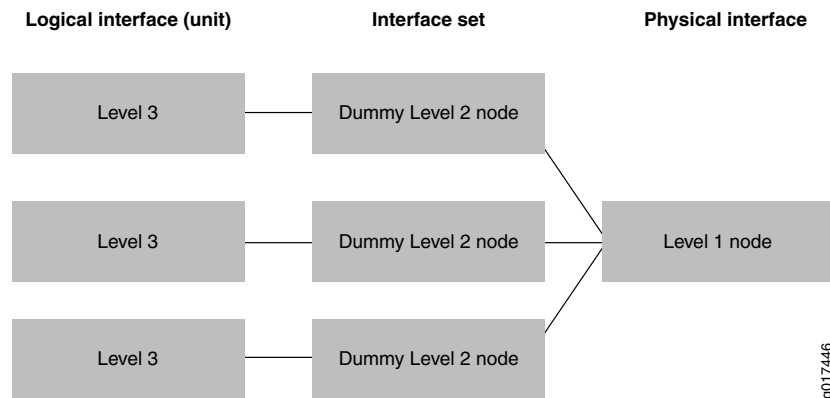 Logical interface (unit) Interface set Physical interface
Level 3 Dummy Level 2 node
Level 3 Dummy Level 2 node Level 1 node
Level 3 Dummy Level 2 node
g017446